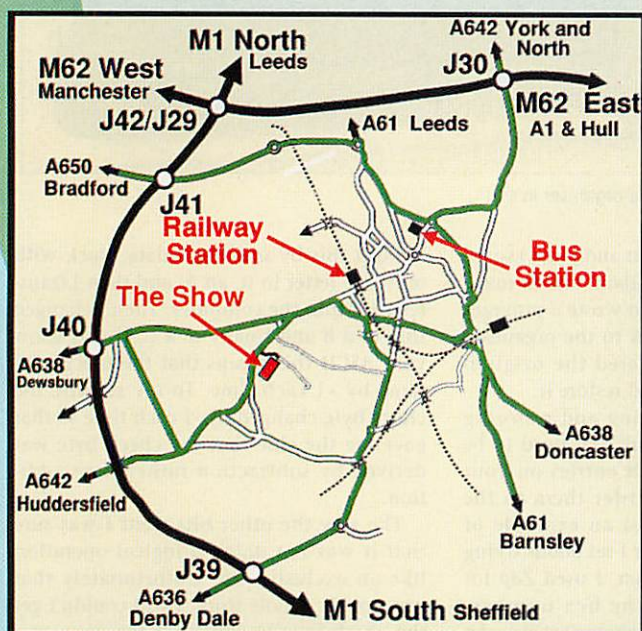 A642 York and
North
M1 North
Leeds
J30
M62 West
Manchester
M62 East
A1 & Hull
J42/J29
A61 Leeds
A650
Bradford
J41
Railway
Station
Bus
Station
The Show
J40
A638
Dewsbury
A638
Doncaster
A642
Huddersfield
A61
Barnsley
J39
A636
Denby Dale
M1 South Sheffield